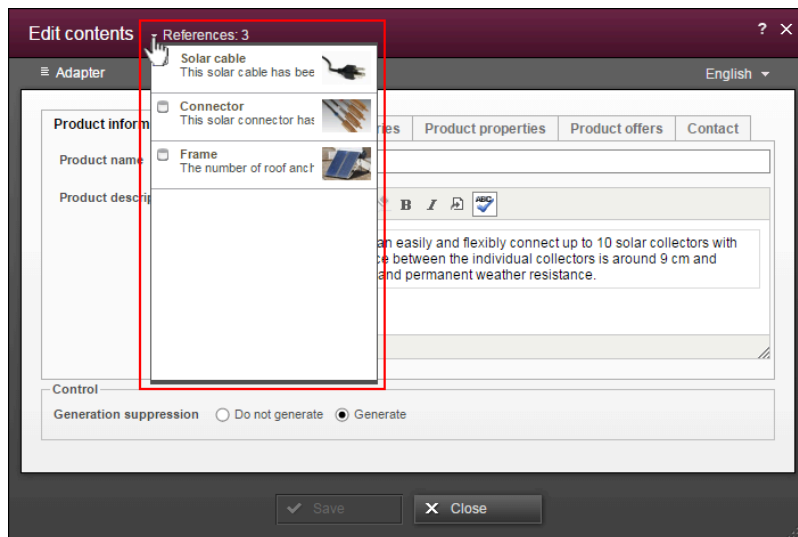 Edit contents
References: 3
? ×
Adapter
English
Solar cable
This solar cable has bee
Connector
This solar connector has
Frame
The number of roof anch
Product inform
ries
Product properties
Product offers
Contact
Product name
Product descrip
B I
ABC
an easily and flexibly connect up to 10 solar collectors with
ce between the individual collectors is around 9 cm and
and permanent weather resistance.
Control
Generation suppression
Do not generate
Generate
Save
X Close